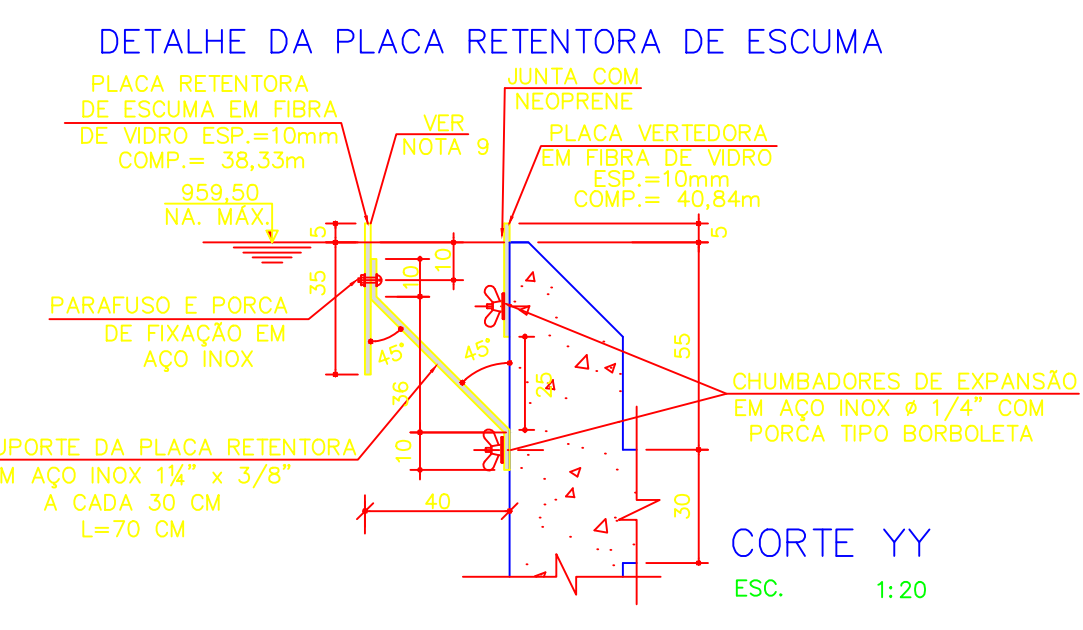 DETALHE DA PLACA RETENTORA DE ESCUMA
PLACA RETENTORA
DE ESCUMA EM FIBRA
DE VIDRO ESP.=10mm
COMP.= 38,33m
VER
NOTA 9
JUNTA COM
NEOPRENE
PLACA VERTEDORA
EM FIBRA DE VIDRO
ESP.=10mm
COMP.= 40,84m
959,50
NA. MÁX.
5
35
10
10
5
PARAFUSO E PORCA
DE FIXAÇÃO EM
AÇO INOX
45°
45°
36
25
55
CHUMBADORES DE EXPANSÃO
EM AÇO INOX ø 1/4" COM
PORCA TIPO BORBOLETA
UPORTE DA PLACA RETENTORA
M AÇO INOX 1¼" x 3/8"
A CADA 30 CM
L=70 CM
10
40
30
CORTE YY
ESC. 1:20